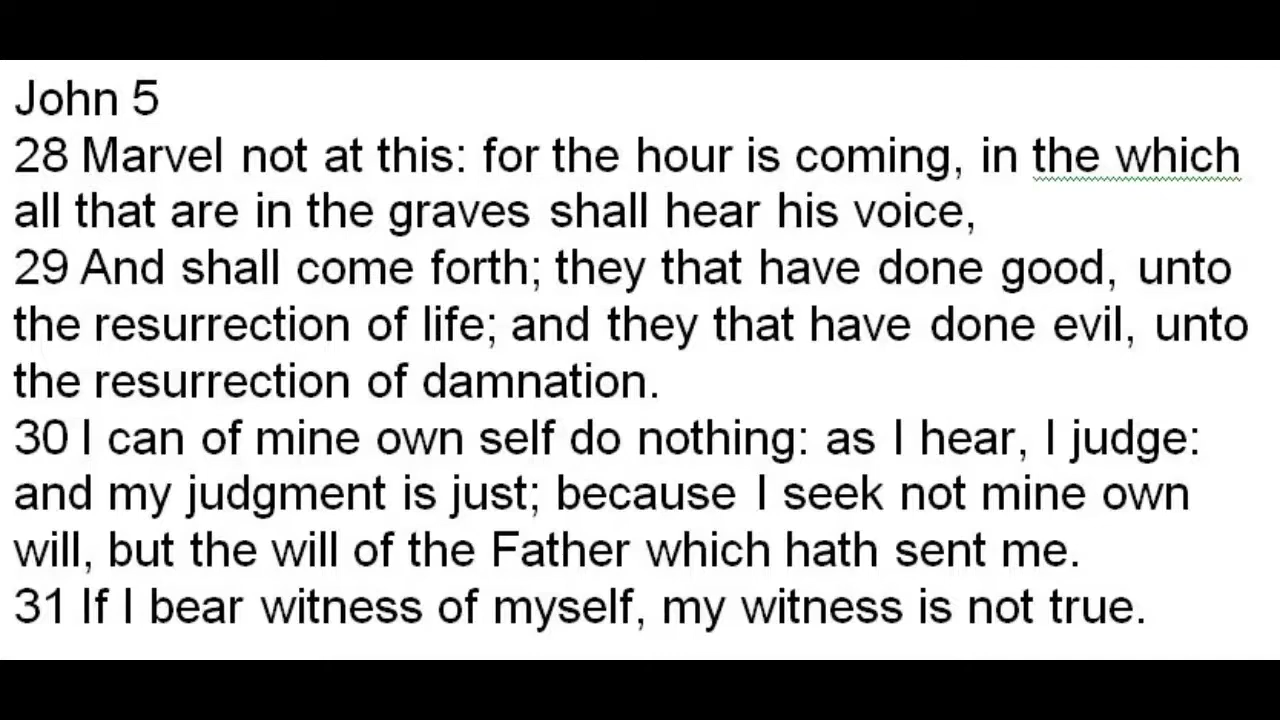 John 5
28 Marvel not at this: for the hour is coming, in the which
all that are in the graves shall hear his voice,
29 And shall come forth; they that have done good, unto
the resurrection of life; and they that have done evil, unto
the resurrection of damnation.
30 I can of mine own self do nothing: as I hear, I judge:
and my judgment is just; because I seek not mine own
will, but the will of the Father which hath sent me.
31 If I bear witness of myself, my witness is not true.